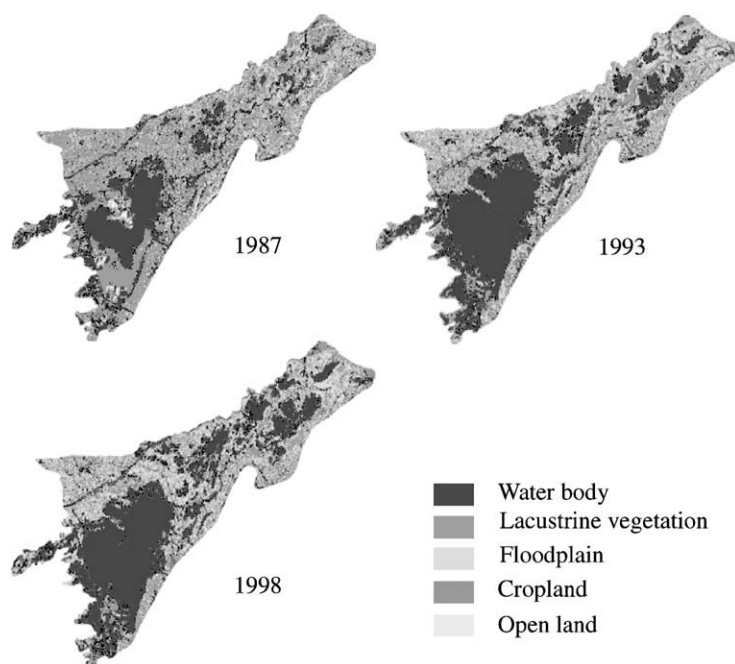 1987
1993
1998
Water body
Lacustrine vegetation
Floodplain
Cropland
Open land